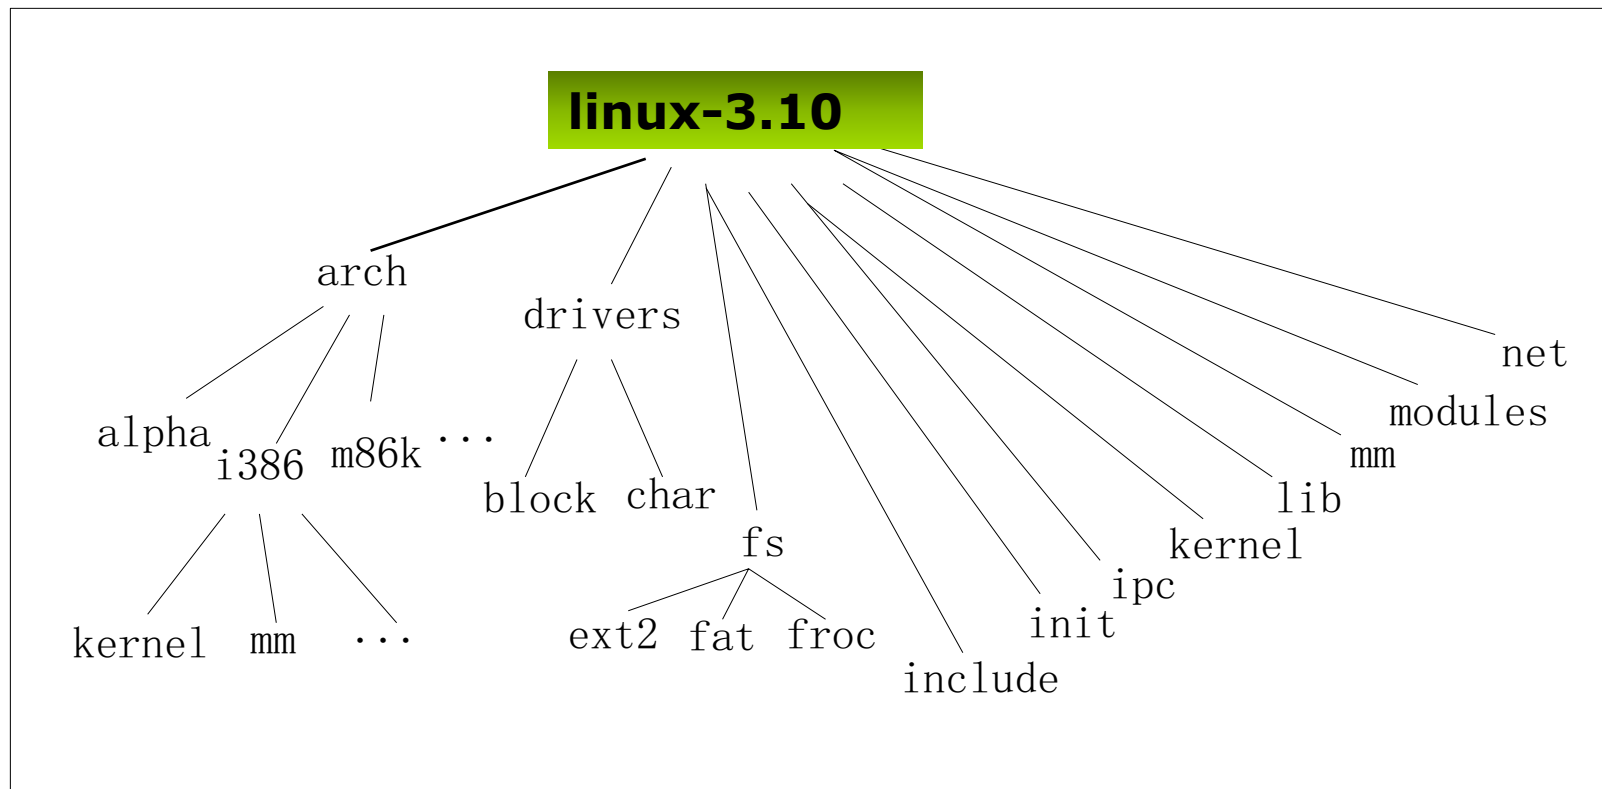 linux-3.10
arch
drivers
net
modules
alpha
i386
m86k
...
mm
block
char
lib
fs
kernel
ipc
ext2
fat
froc
init
kernel
mm
...
include